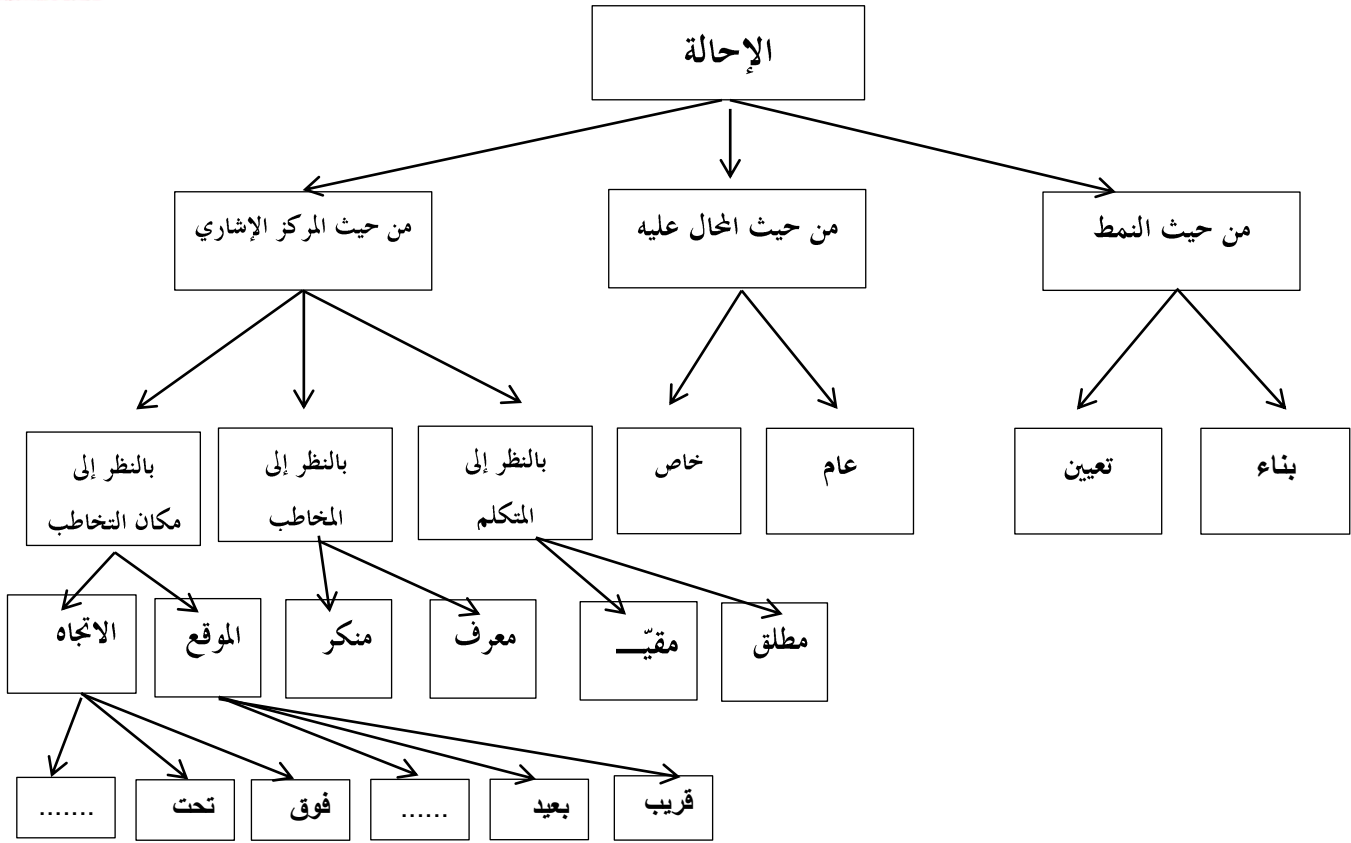 الإحالة
من حيث النمط
من حيث المحال عليه
من حيث المركز الإشاري
بناء
تعيين
عام
خاص
بالنظر إلى
المتكلم
بالنظر إلى
المخاطب
بالنظر إلى
مكان التخاطب
مطلق
مقيّـــ
معرف
منكر
الموقع
الاتجاه
قريب
بعيد
......
فوق
تحت
.......